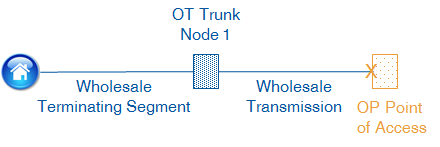 OT Trunk
Node 1
Wholesale
Terminating Segment
Wholesale
Transmission
X
OP Point
of Access